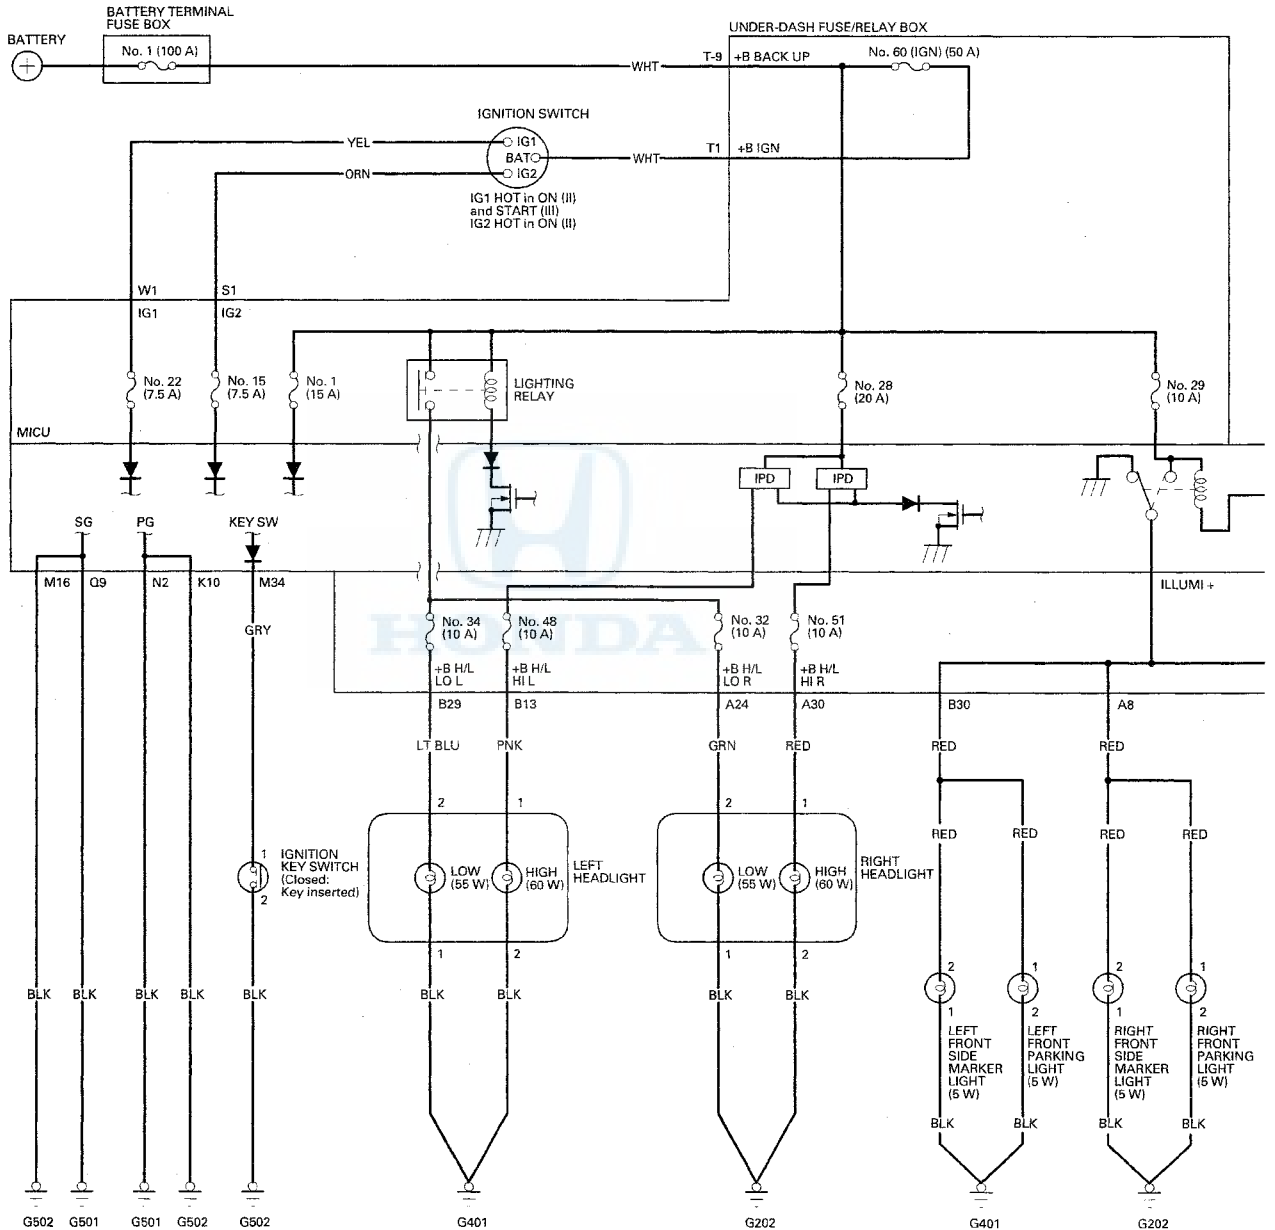 BATTERY TERMINAL
FUSE BOX
BATTERY
No. 1 (100 A)
UNDER-DASH FUSE/RELAY BOX
WHT
T-9
+B BACK UP
No. 60 (IGN) (50 A)
IGNITION SWITCH
YEL
IG1
BAT
WHT
T1
+B IGN
ORN
IG2
IG1 HOT in ON (II)
and START (III)
IG2 HOT in ON (II)
W1
S1
IG1
IG2
No. 22
(7.5 A)
No. 15
(7.5 A)
No. 1
(15 A)
LIGHTING
RELAY
No. 28
(20 A)
No. 29
(10 A)
MICU
IPD
IPD
SG
PG
KEY SW
M16
Q9
N2
K10
M34
ILLUMI +
GRY
No. 34
(10 A)
No. 48
(10 A)
No. 32
(10 A)
No. 51
(10 A)
HONDA
+B H/L
LO L
+B H/L
HI L
+B H/L
LO R
+B H/L
HI R
B29
B13
A24
A30
B30
A8
LT BLU
PNK
GRN
RED
RED
RED
2
1
2
1
RED
RED
RED
RED
1
IGNITION
KEY SWITCH
(Closed:
Key inserted)
2
LOW
(55 W)
HIGH
(60 W)
LEFT
HEADLIGHT
LOW
(55 W)
HIGH
(60 W)
RIGHT
HEADLIGHT
1
2
1
2
BLK
BLK
BLK
BLK
BLK
BLK
BLK
BLK
BLK
2
1
2
1
1
2
1
2
LEFT
FRONT
SIDE
MARKER
LIGHT
(5 W)
LEFT
FRONT
PARKING
LIGHT
(5 W)
RIGHT
FRONT
SIDE
MARKER
LIGHT
(5 W)
RIGHT
FRONT
PARKING
LIGHT
(5 W)
BLK
BLK
BLK
BLK
G502
G501
G501
G502
G502
G401
G202
G401
G202